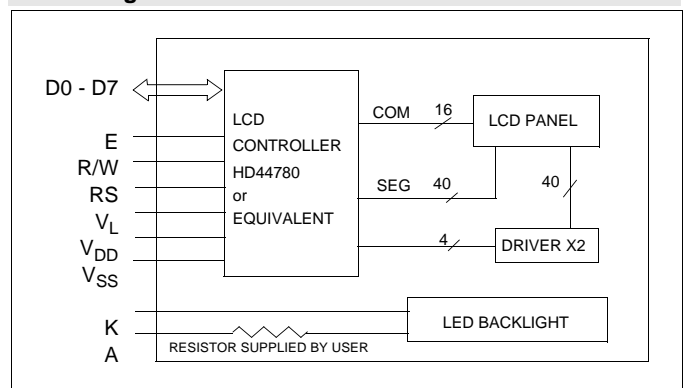 D0 - D7
E
R/W
RS
VL
VDD
VSS
K
A
LCD
CONTROLLER
HD44780
or
EQUIVALENT
COM 16
SEG 40
4
LCD PANEL
40
DRIVER X2
LED BACKLIGHT
RESISTOR SUPPLIED BY USER